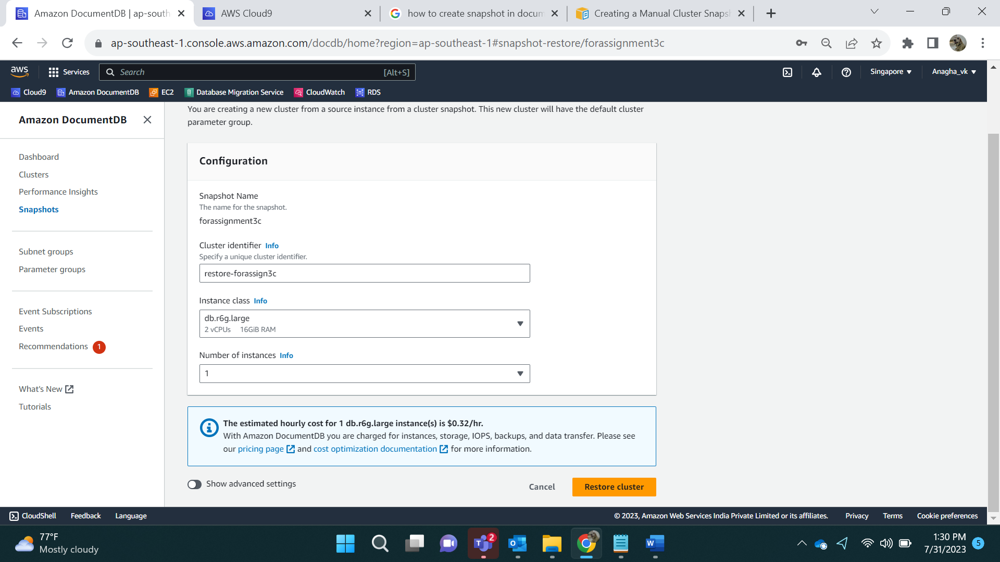 Amazon DocumentDB | ap-south
AWS Cloud9
how to create snapshot in docum
Creating a Manual Cluster Snaps
ap-southeast-1.console.aws.amazon.com/docdb/home?region=ap-southeast-1#snapshot-restore/forassignment3c
aws
Services
Search
[Alt+S]
Singapore
Anagha_vk
Cloud9
Amazon DocumentDB
EC2
Database Migration Service
CloudWatch
RDS
Amazon DocumentDB
Dashboard
Clusters
Performance Insights
Snapshots
Subnet groups
Parameter groups
Event Subscriptions
Events
Recommendations 1
What's New
Tutorials
You are creating a new cluster from a source instance from a cluster snapshot. This new cluster will have the default cluster
parameter group.
Configuration
Snapshot Name
The name for the snapshot.
forassignment3c
Cluster identifier Info
Specify a unique cluster identifier.
restore-forassign3c
Instance class Info
db.r6g.large
2 vCPUs 16GiB RAM
Number of instances Info
1
The estimated hourly cost for 1 db.r6g.large instance(s) is $0.32/hr.
With Amazon DocumentDB you are charged for instances, storage, IOPS, backups, and data transfer. Please see
our pricing page and cost optimization documentation for more information.
Show advanced settings
Cancel
Restore cluster
CloudShell
Feedback
Language
© 2023, Amazon Web Services India Private Limited or its affiliates.
Privacy
Terms
Cookie preferences
77°F
Mostly cloudy
2
1:30 PM
7/31/2023
5